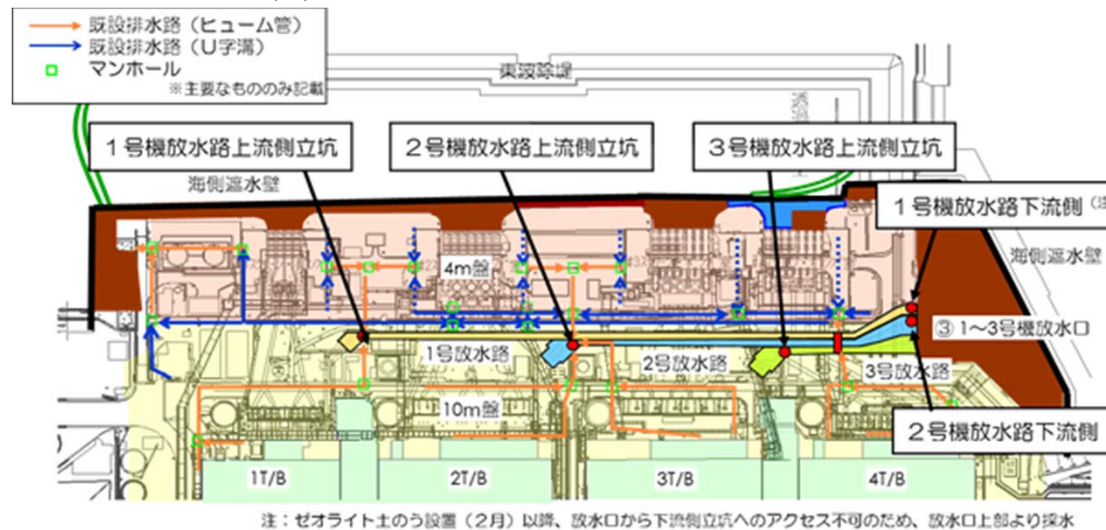 既設排水路（ヒューム管）
既設排水路（U字溝）
マンホール
※主要なもののみ記載
東波除堤
1号機放水路上流側立坑
2号機放水路上流側立坑
3号機放水路上流側立坑
海側遮水壁
1号機放水路下流側
海側遮水壁
4m盤
③ 1～3号機放水口
1号放水路
2号放水路
3号放水路
10m盤
2号機放水路下流側
1T/B
2T/B
3T/B
4T/B
注：ゼオライト土のう設置（2月）以降、放水口から下流側立坑へのアクセス不可のため、放水口上部より採水